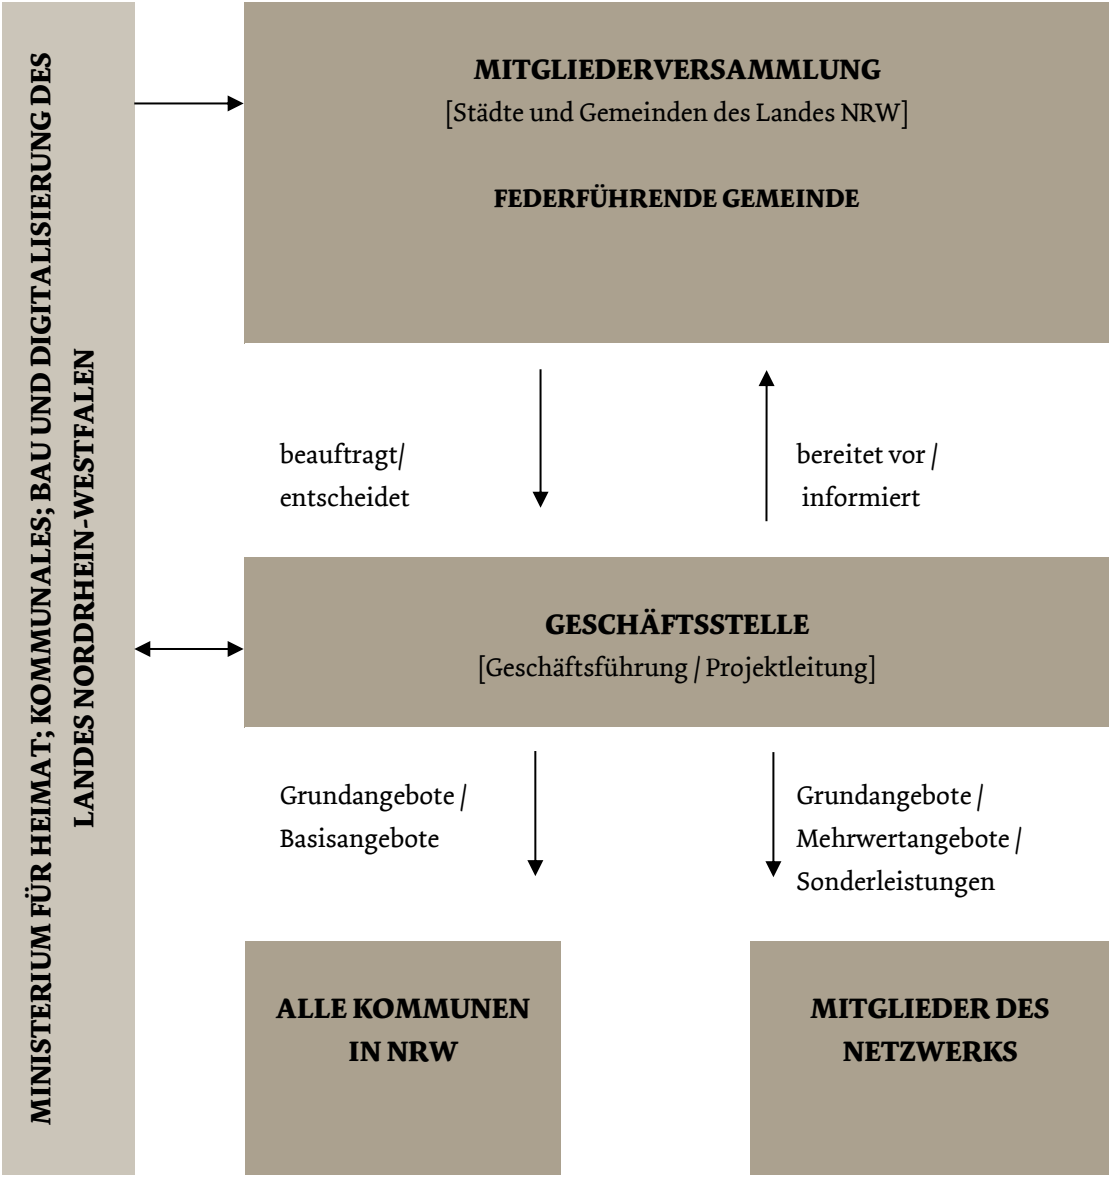 MINISTERIUM FÜR HEIMAT; KOMMUNALES; BAU UND DIGITALISIERUNG DES
LANDES NORDRHEIN-WESTFALEN
MITGLIEDERVERSAMMLUNG
[Städte und Gemeinden des Landes NRW]
FEDERFÜHRENDE GEMEINDE
beauftragt/
entscheidet
bereitet vor /
informiert
GESCHÄFTSSTELLE
[Geschäftsführung / Projektleitung]
Grundangebote /
Basisangebote
Grundangebote /
Mehrwertangebote /
Sonderleistungen
ALLE KOMMUNEN
IN NRW
MITGLIEDER DES
NETZWERKS